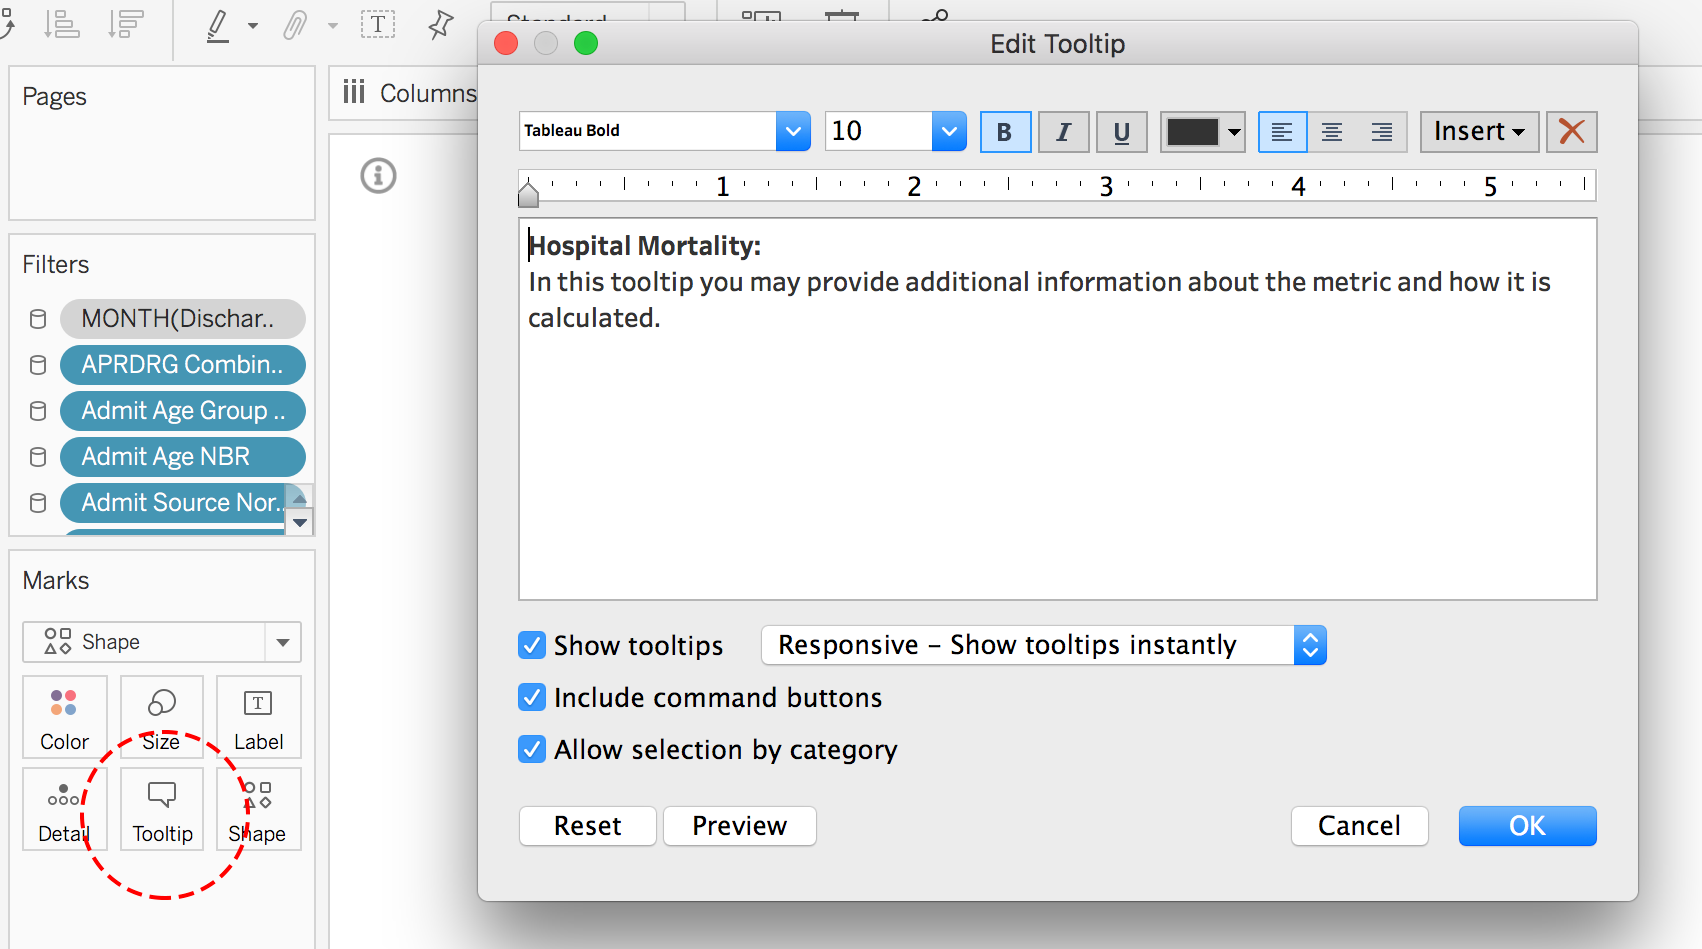 Standard
Edit Tooltip
Pages
Columns
Tableau Bold
10
B
I
U
Insert
1 2 3 4 5
Hospital Mortality:
In this tooltip you may provide additional information about the metric and how it is
calculated.
Filters
MONTH(Dischar..
APRDRG Combin..
Admit Age Group ..
Admit Age NBR
Admit Source Nor..
Marks
Shape
Color
Size
Label
Detail
Tooltip
Shape
Show tooltips
Responsive – Show tooltips instantly
Include command buttons
Allow selection by category
Reset
Preview
Cancel
OK